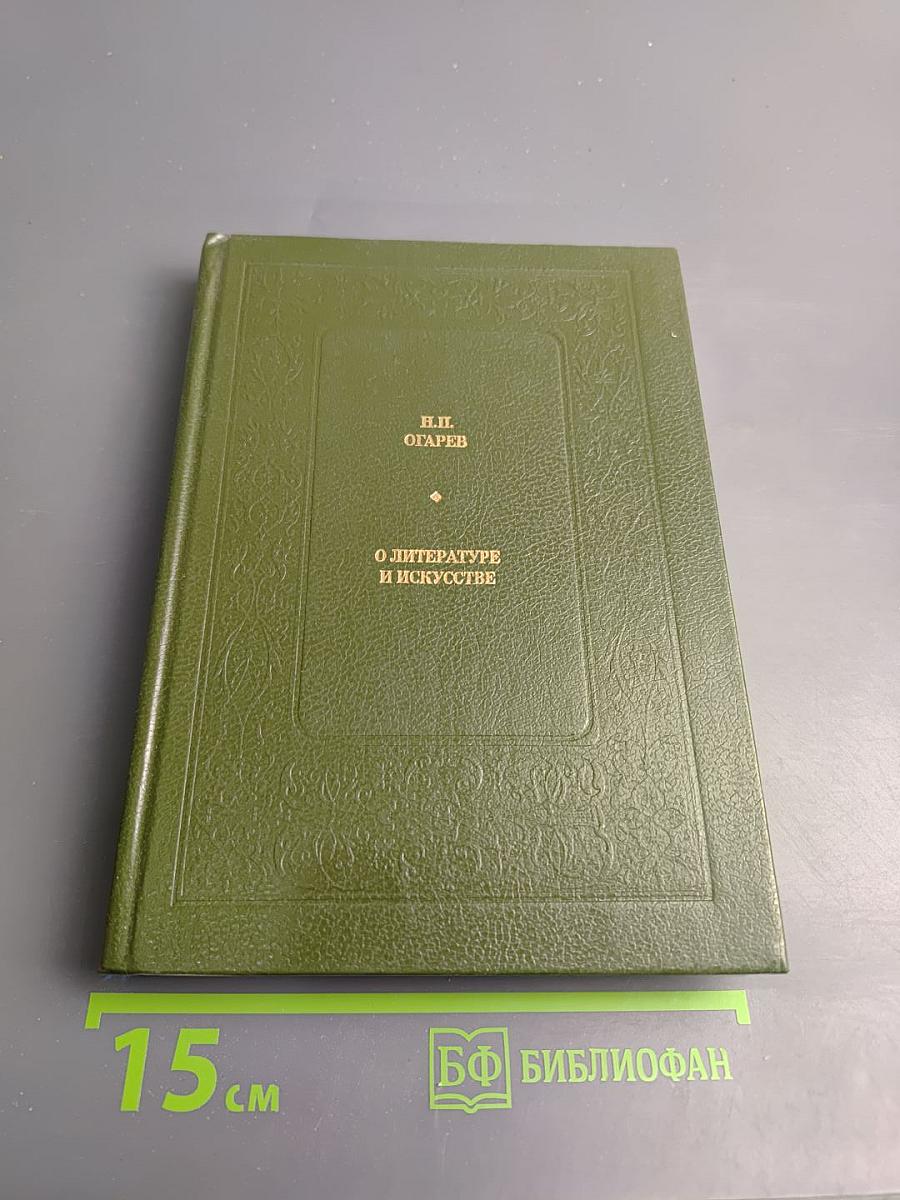 Н.П.
ОГАРЕВ
О ЛИТЕРАТУРЕ
И ИСКУССТВЕ
15 см
БФ БИБЛИОФАН